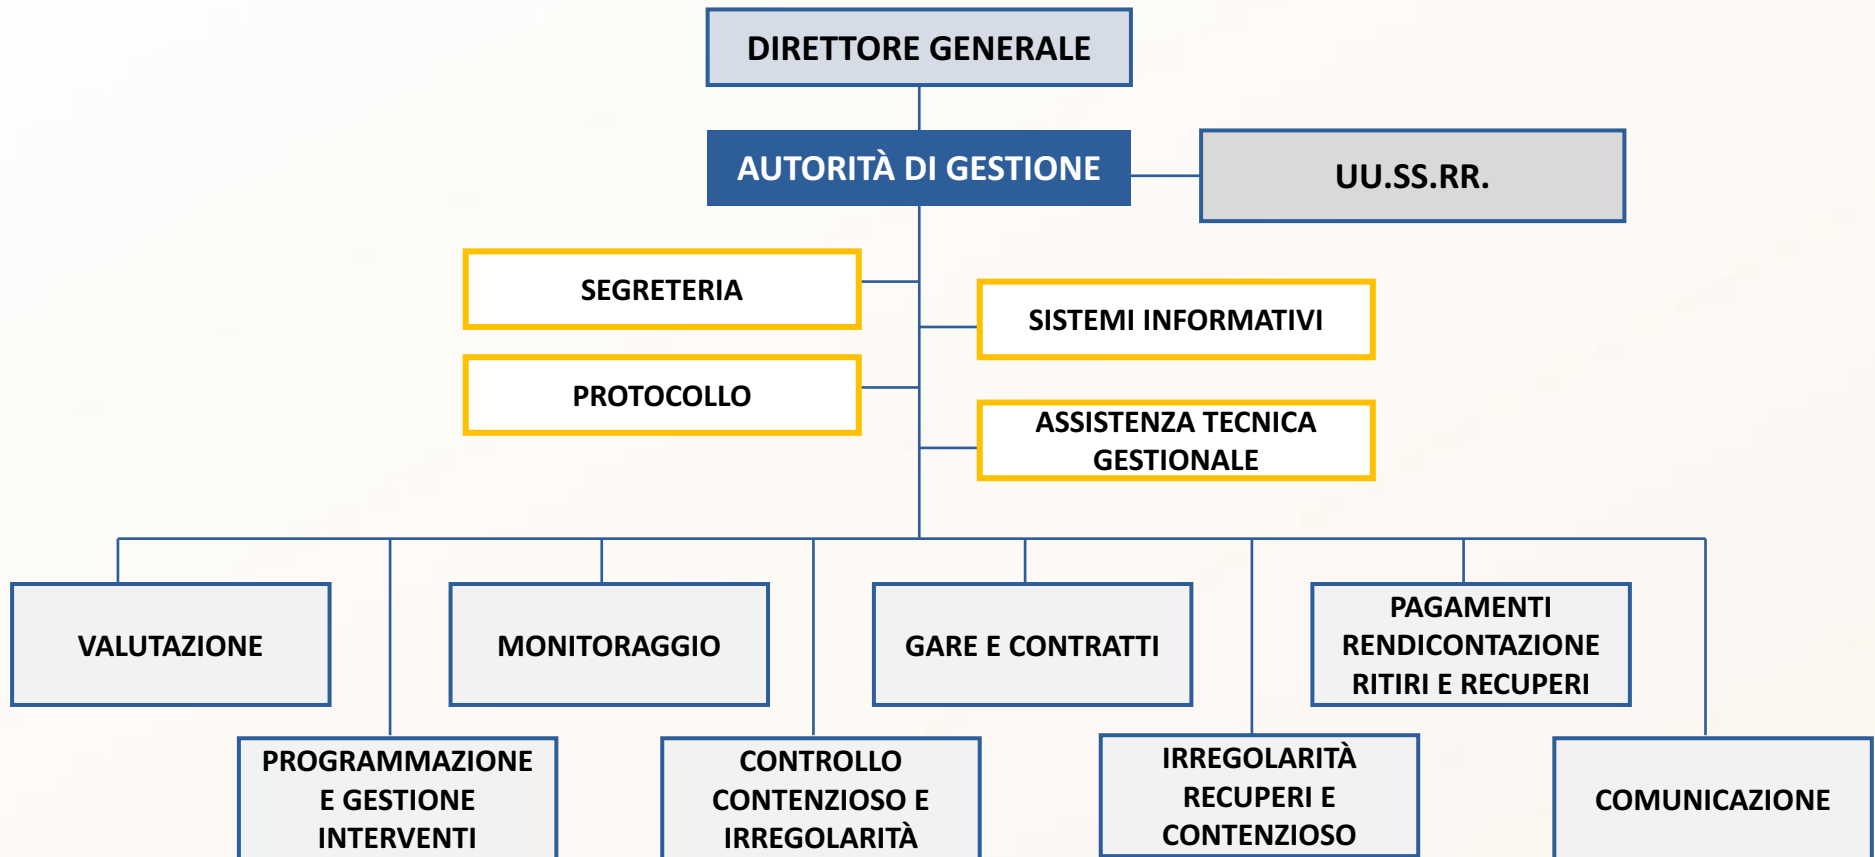 DIRETTORE GENERALE
AUTORITÀ DI GESTIONE
UU.SS.RR.
SEGRETERIA
SISTEMI INFORMATIVI
PROTOCOLLO
ASSISTENZA TECNICA
GESTIONALE
VALUTAZIONE
MONITORAGGIO
GARE E CONTRATTI
PAGAMENTI
RENDICONTAZIONE
RITIRI E RECUPERI
PROGRAMMAZIONE
E GESTIONE
INTERVENTI
CONTROLLO
CONTENZIOSO E
IRREGOLARITÀ
IRREGOLARITÀ
RECUPERI E
CONTENZIOSO
COMUNICAZIONE